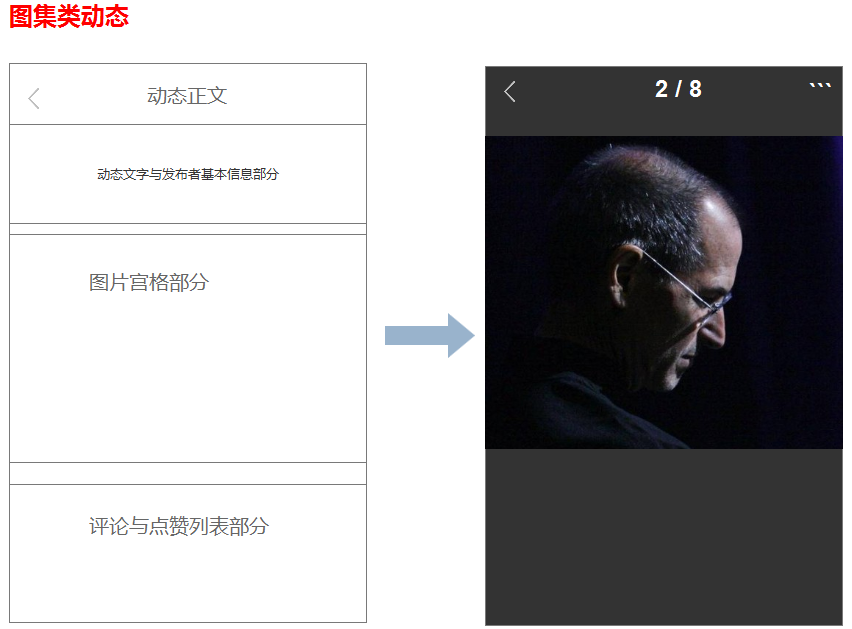 图集类动态
动态正文
动态文字与发布者基本信息部分
图片宫格部分
评论与点赞列表部分
2 / 8